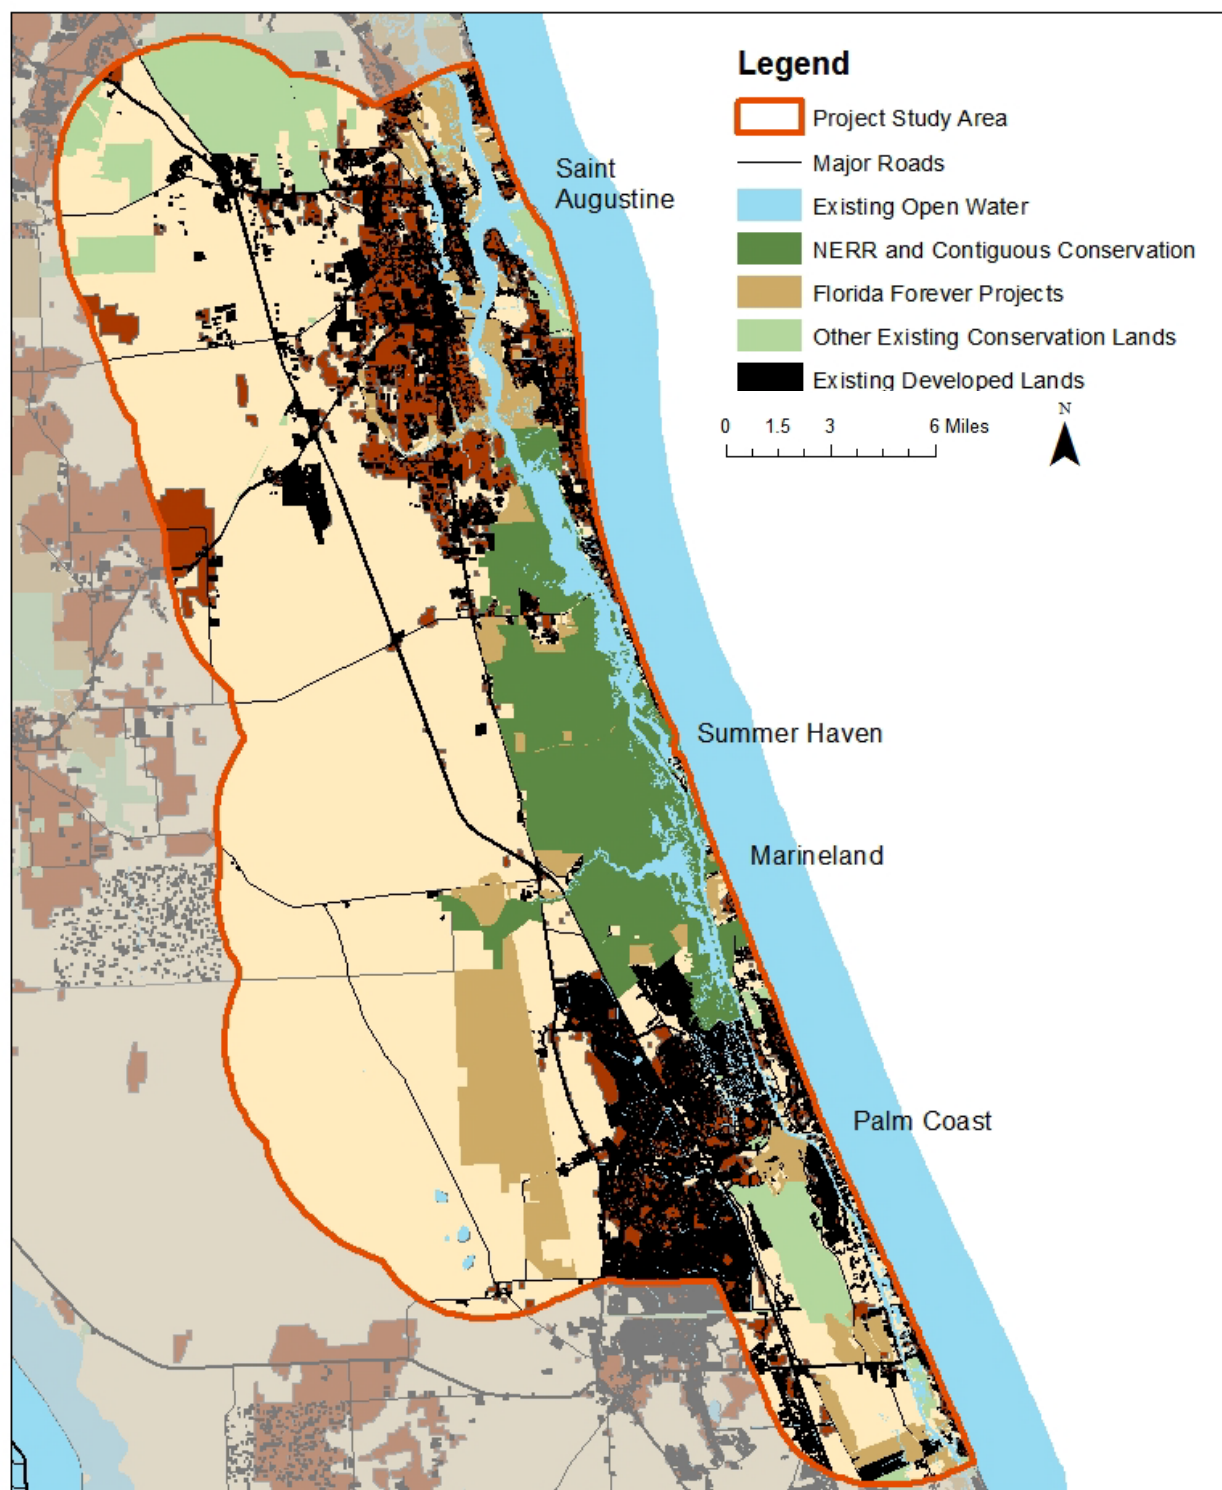 Legend
Project Study Area
Major Roads
Existing Open Water
NERR and Contiguous Conservation
Florida Forever Projects
Other Existing Conservation Lands
Existing Developed Lands
0 1.5 3 6 Miles
N
Saint
Augustine
Summer Haven
Marineland
Palm Coast